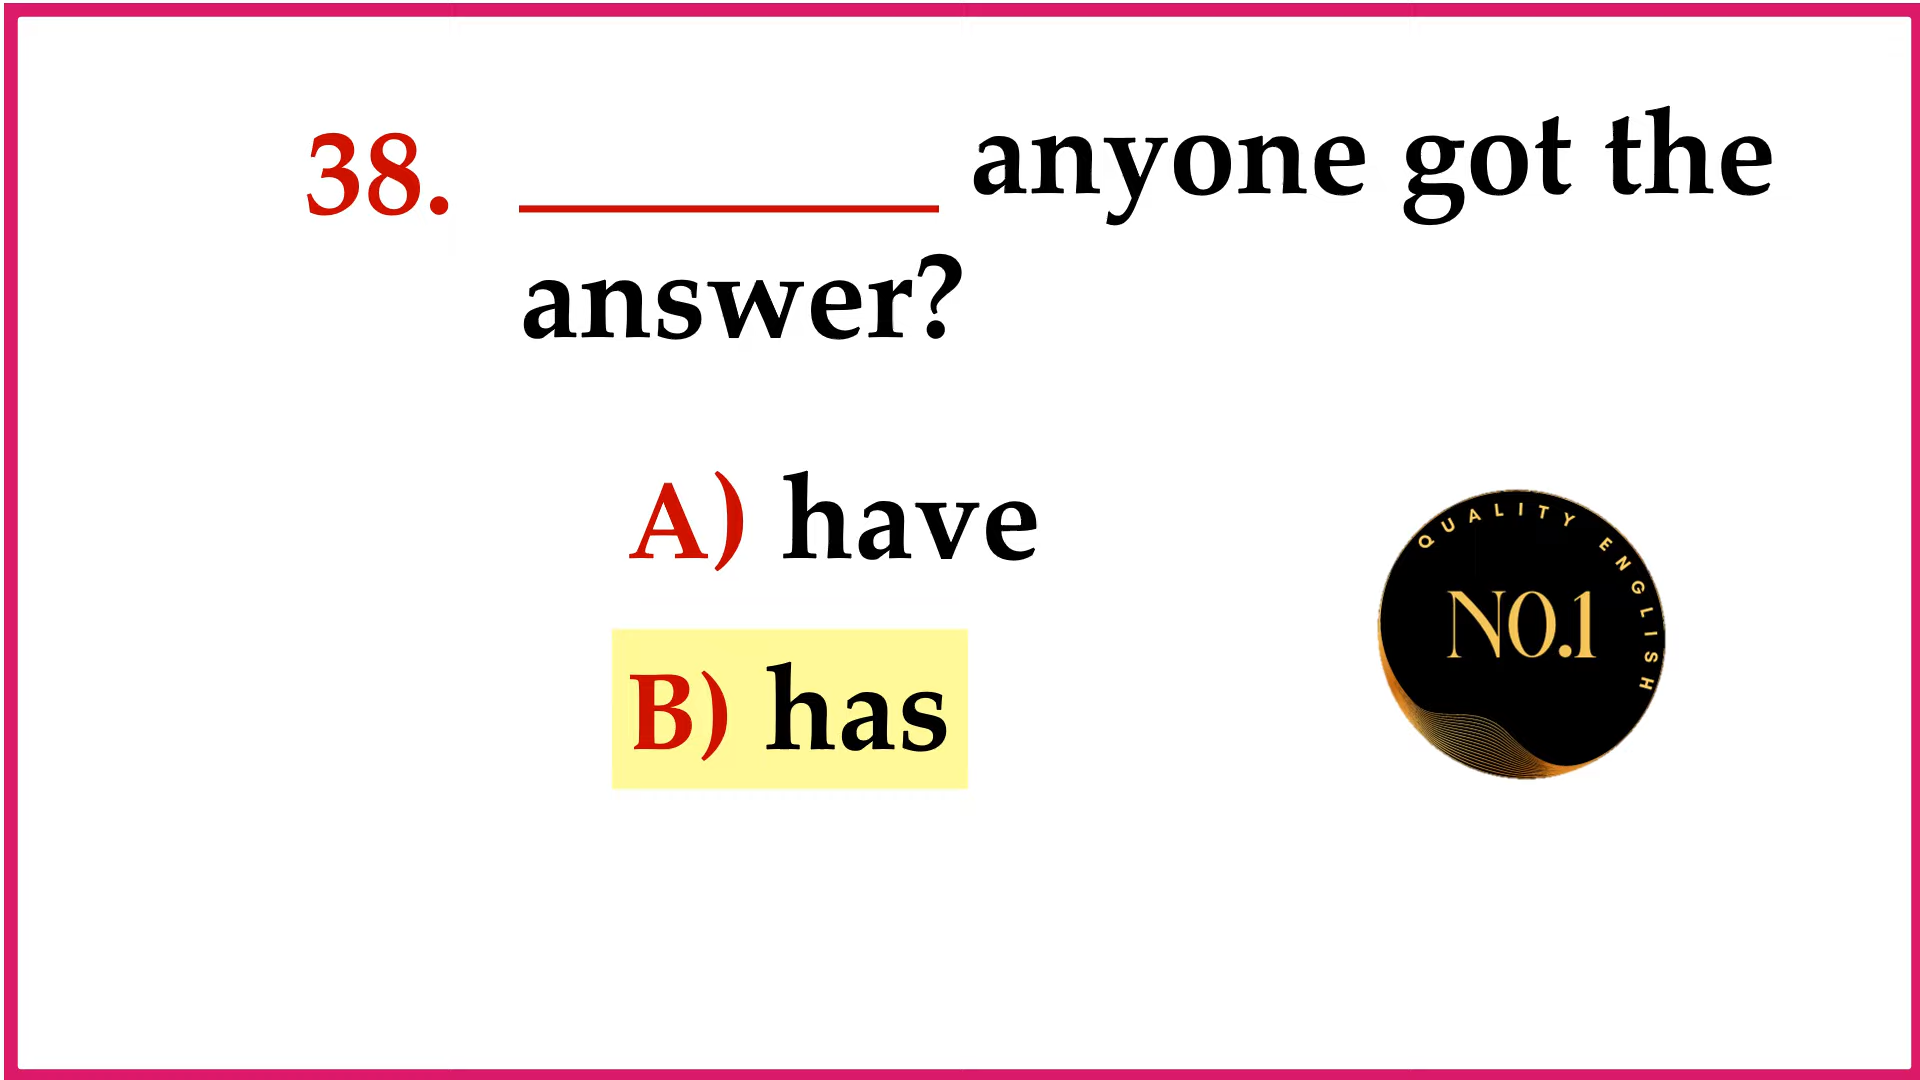 38. ________ anyone got the
answer?
A) have
B) has
QUALITY ENGLISH
NO.1